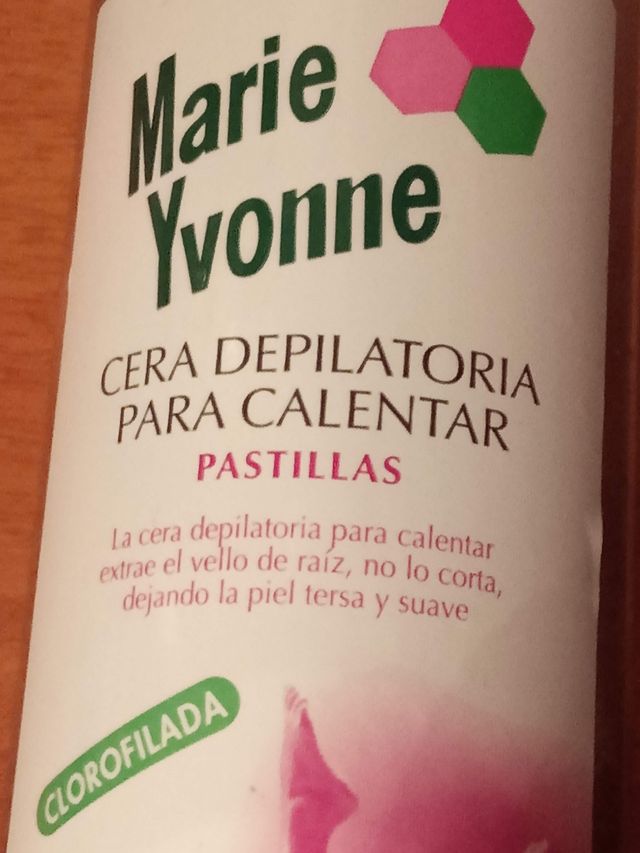 Marie
Yvonne
CERA DEPILATORIA
PARA CALENTAR
PASTILLAS
La cera depilatoria para calentar
extrae el vello de raíz, no lo corta,
dejando la piel tersa y suave
CLOROFILADA